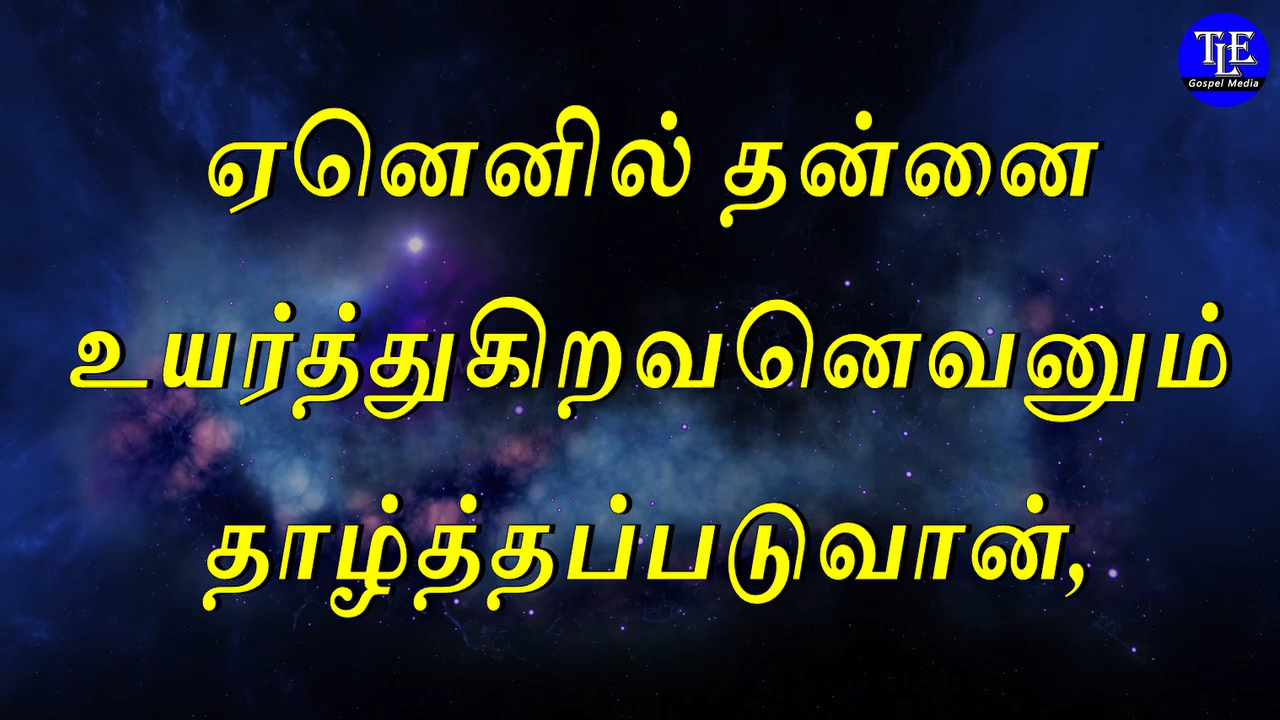 TLE
Gospel Media
ஏனெனில் தன்னை
உயர்த்துகிறவனெவனும்
தாழ்த்தப்படுவான்,